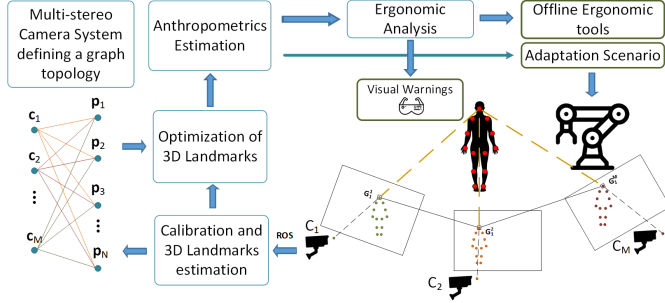 Multi-stereo
Camera System
defining a graph
topology
Anthropometrics
Estimation
Ergonomic
Analysis
Offline Ergonomic
tools
Adaptation Scenario
Visual Warnings
c1
c2
cM
p1
p2
p3
pN
Optimization of
3D Landmarks
Calibration and
3D Landmarks
estimation
ROS
C1
C2
CM